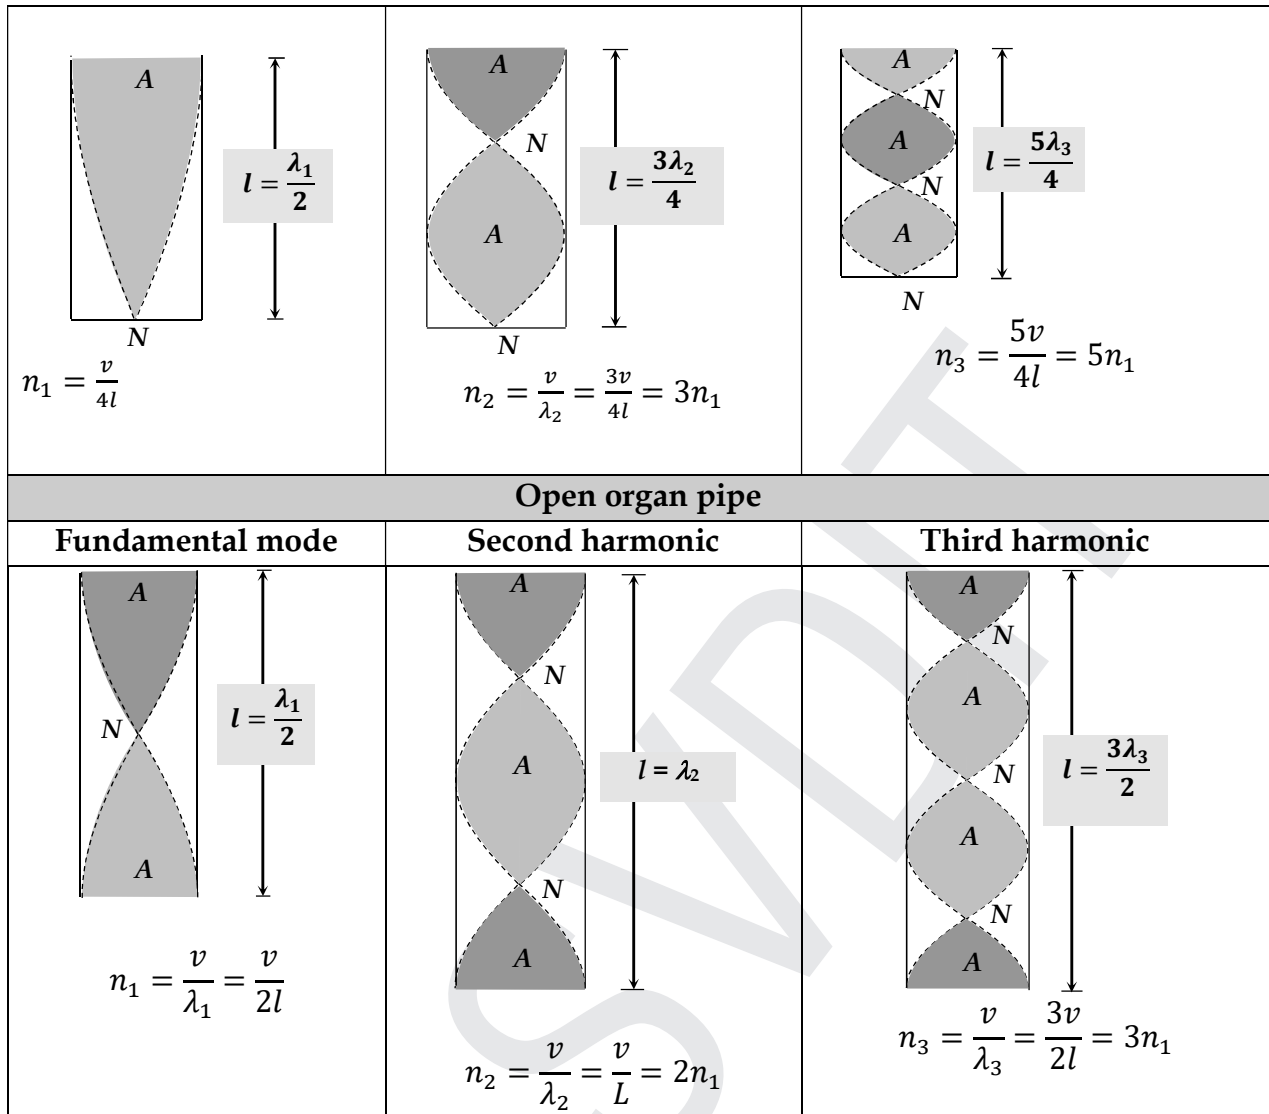 A
l = λ₁/2
N
n₁ = v/4l
A
N
l = 3λ₂/4
A
N
n₂ = v/λ₂ = 3v/4l = 3n₁
A
N
A
l = 5λ₃/4
N
A
N
n₃ = 5v/4l = 5n₁
Open organ pipe
Fundamental mode
Second harmonic
Third harmonic
A
l = λ₁/2
N
A
n₁ = v/λ₁ = v/2l
A
N
A
l = λ₂
N
A
n₂ = v/λ₂ = v/L = 2n₁
A
N
A
N
l = 3λ₃/2
A
N
A
n₃ = v/λ₃ = 3v/2l = 3n₁
SVDIT